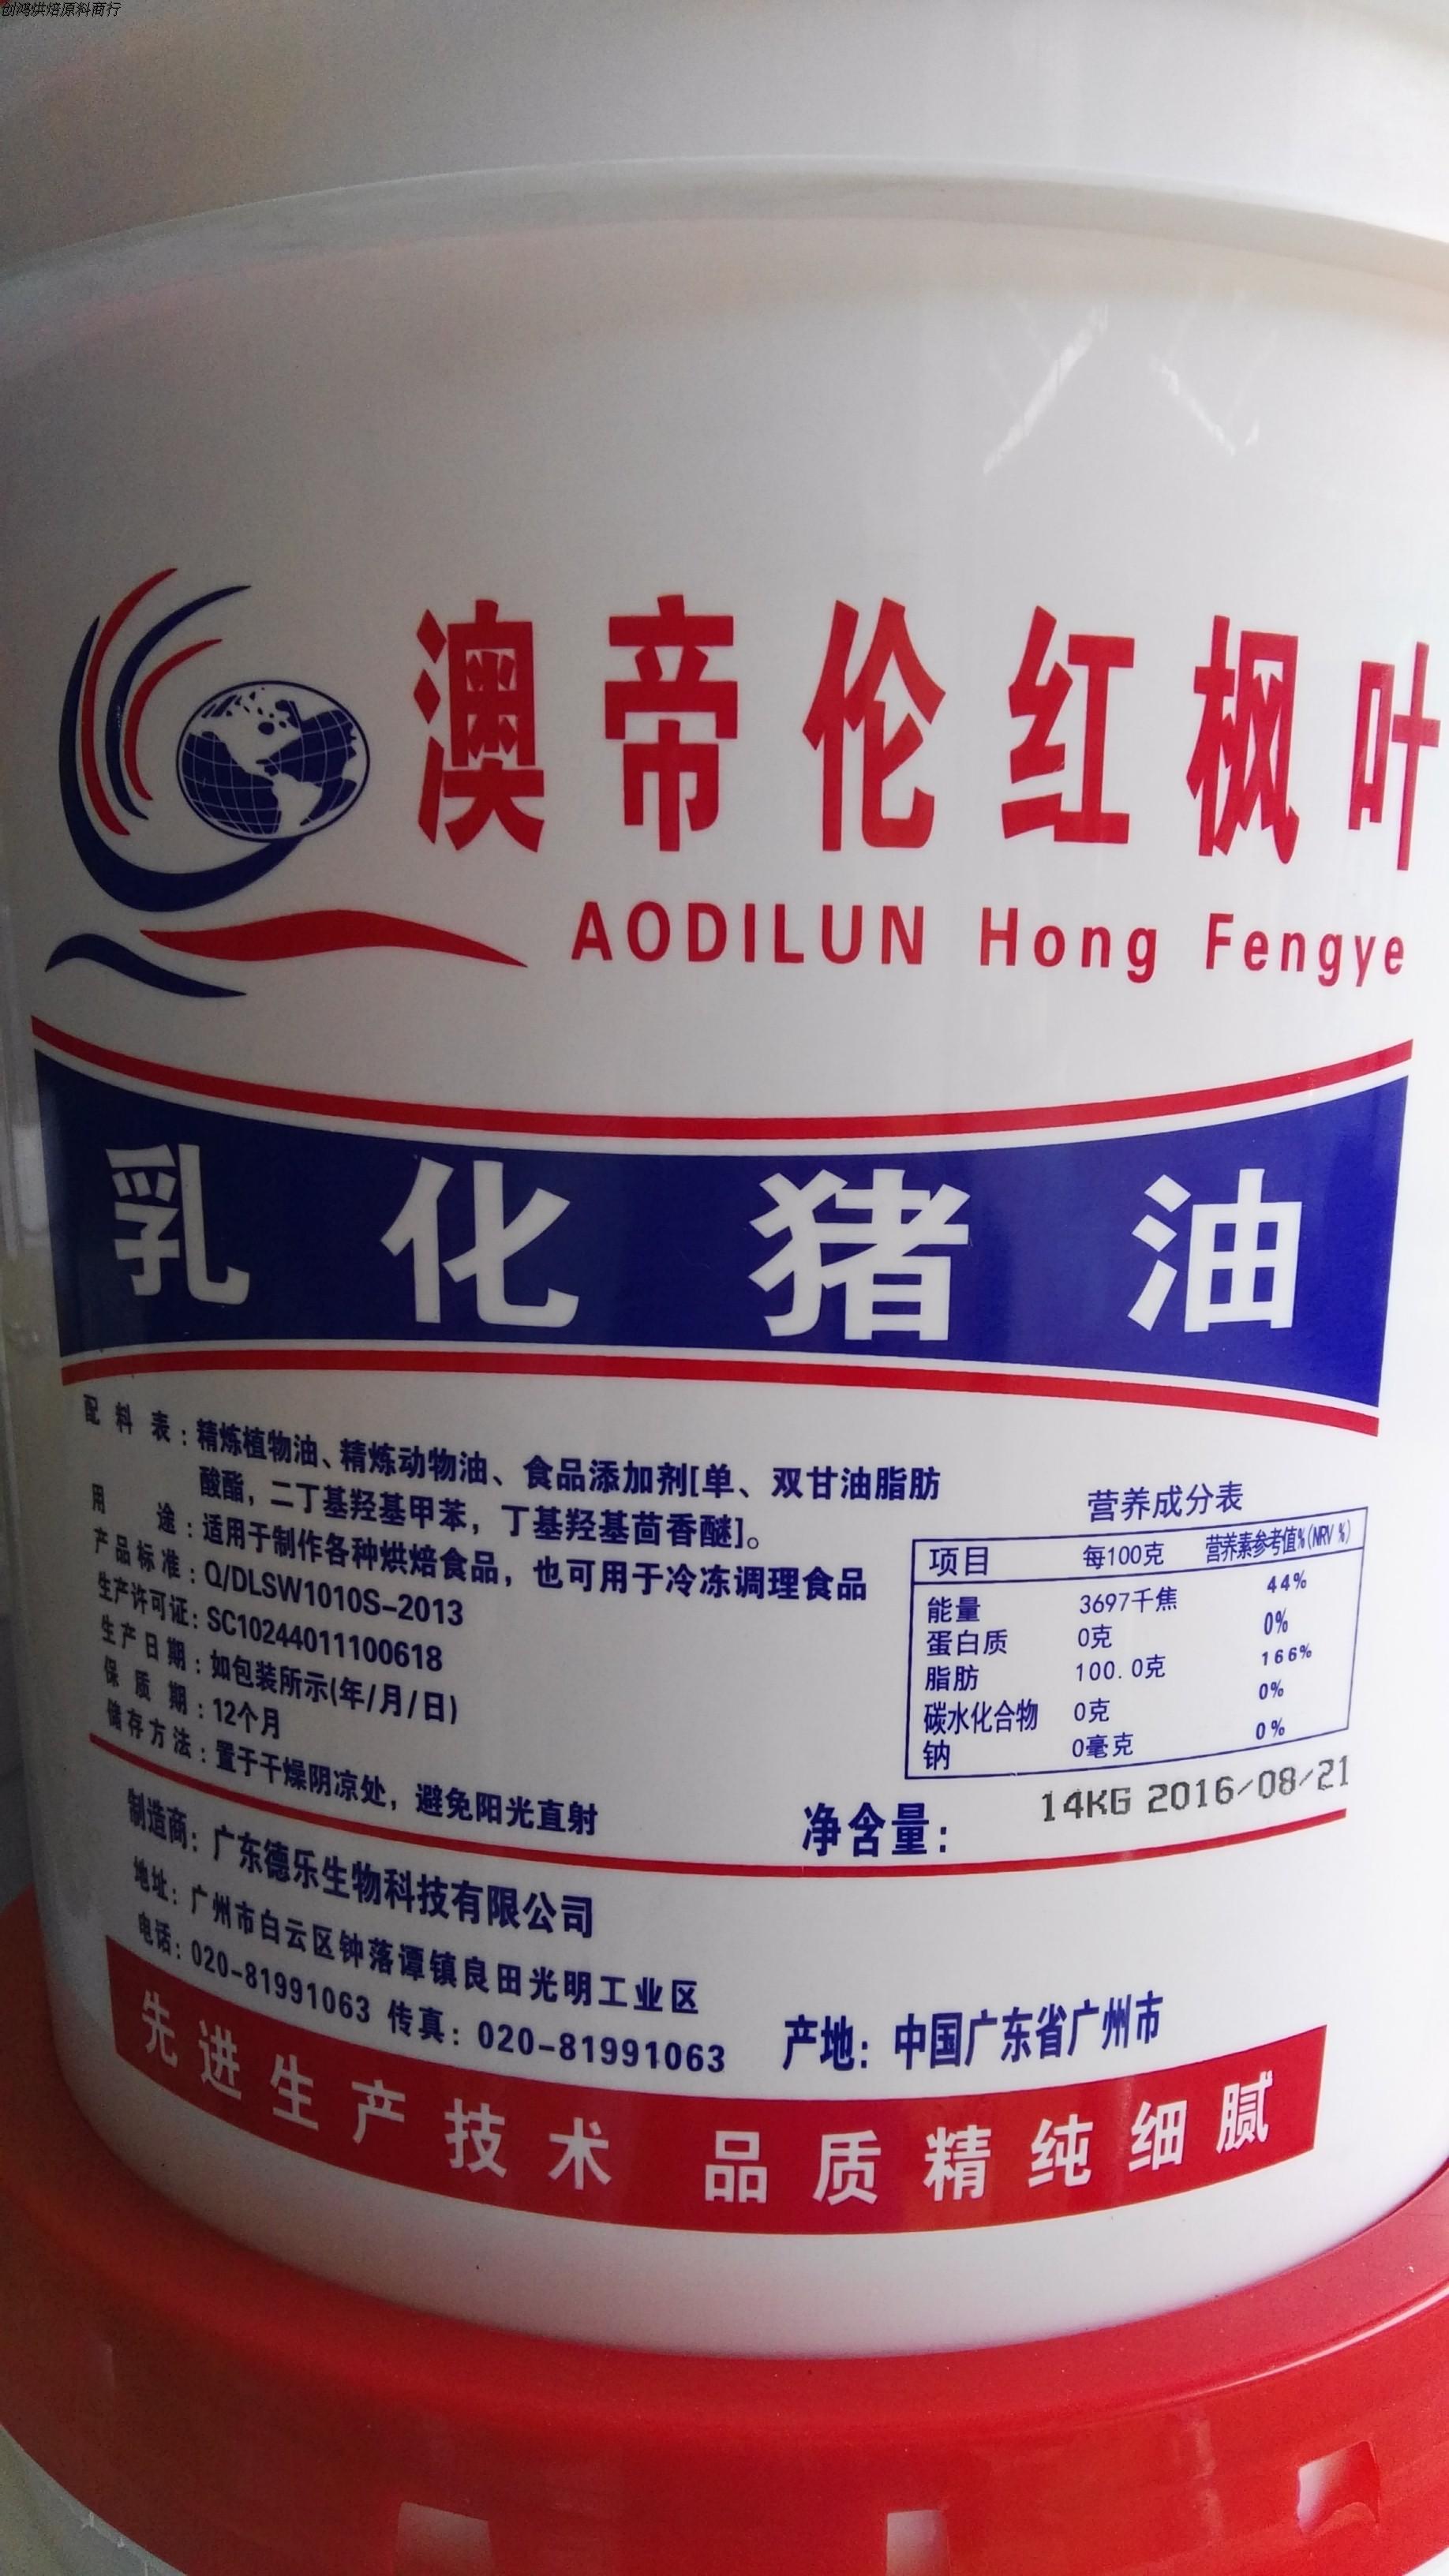 创鸿烘焙原料商行
澳帝伦红枫叶
AODILUN Hong Fengye
乳化猪油
配料表：精炼植物油、精炼动物油、食品添加剂[单、双甘油脂肪
酸酯，二丁基羟基甲苯，丁基羟基茴香醚]。
用途：适用于制作各种烘焙食品，也可用于冷冻调理食品
产品标准：Q/DLSW1010S-2013
生产许可证：SC10244011100618
生产日期：如包装所示(年/月/日)
保质期：12个月
储存方法：置于干燥阴凉处，避免阳光直射
营养成分表
项目 每100克 营养素参考值%(NRV %)
能量 3697千焦 44%
蛋白质 0克 0%
脂肪 100.0克 166%
碳水化合物 0克 0%
钠 0毫克 0%
净含量： 14KG 2016/08/21
制造商：广东德乐生物科技有限公司
地址：广州市白云区钟落谭镇良田光明工业区
电话：020-81991063 传真：020-81991063
产地：中国广东省广州市
先进生产技术 品质精纯细腻